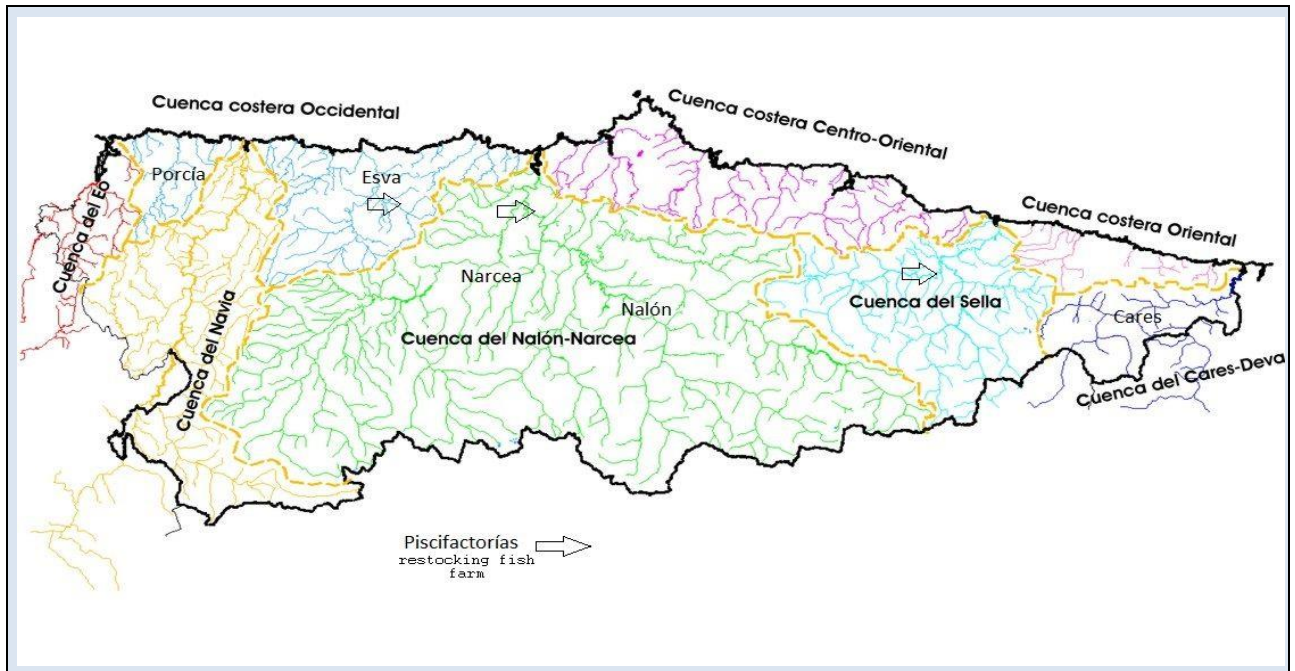 Cuenca costera Occidental
Cuenca costera Centro-Oriental
Porcía
Esva
Cuenca del Eo
Cuenca costera Oriental
Narcea
Cuenca del Sella
Nalón
Cares
Cuenca del Navia
Cuenca del Nalón-Narcea
Cuenca del Cares-Deva
Piscifactorías
restocking fish
farm